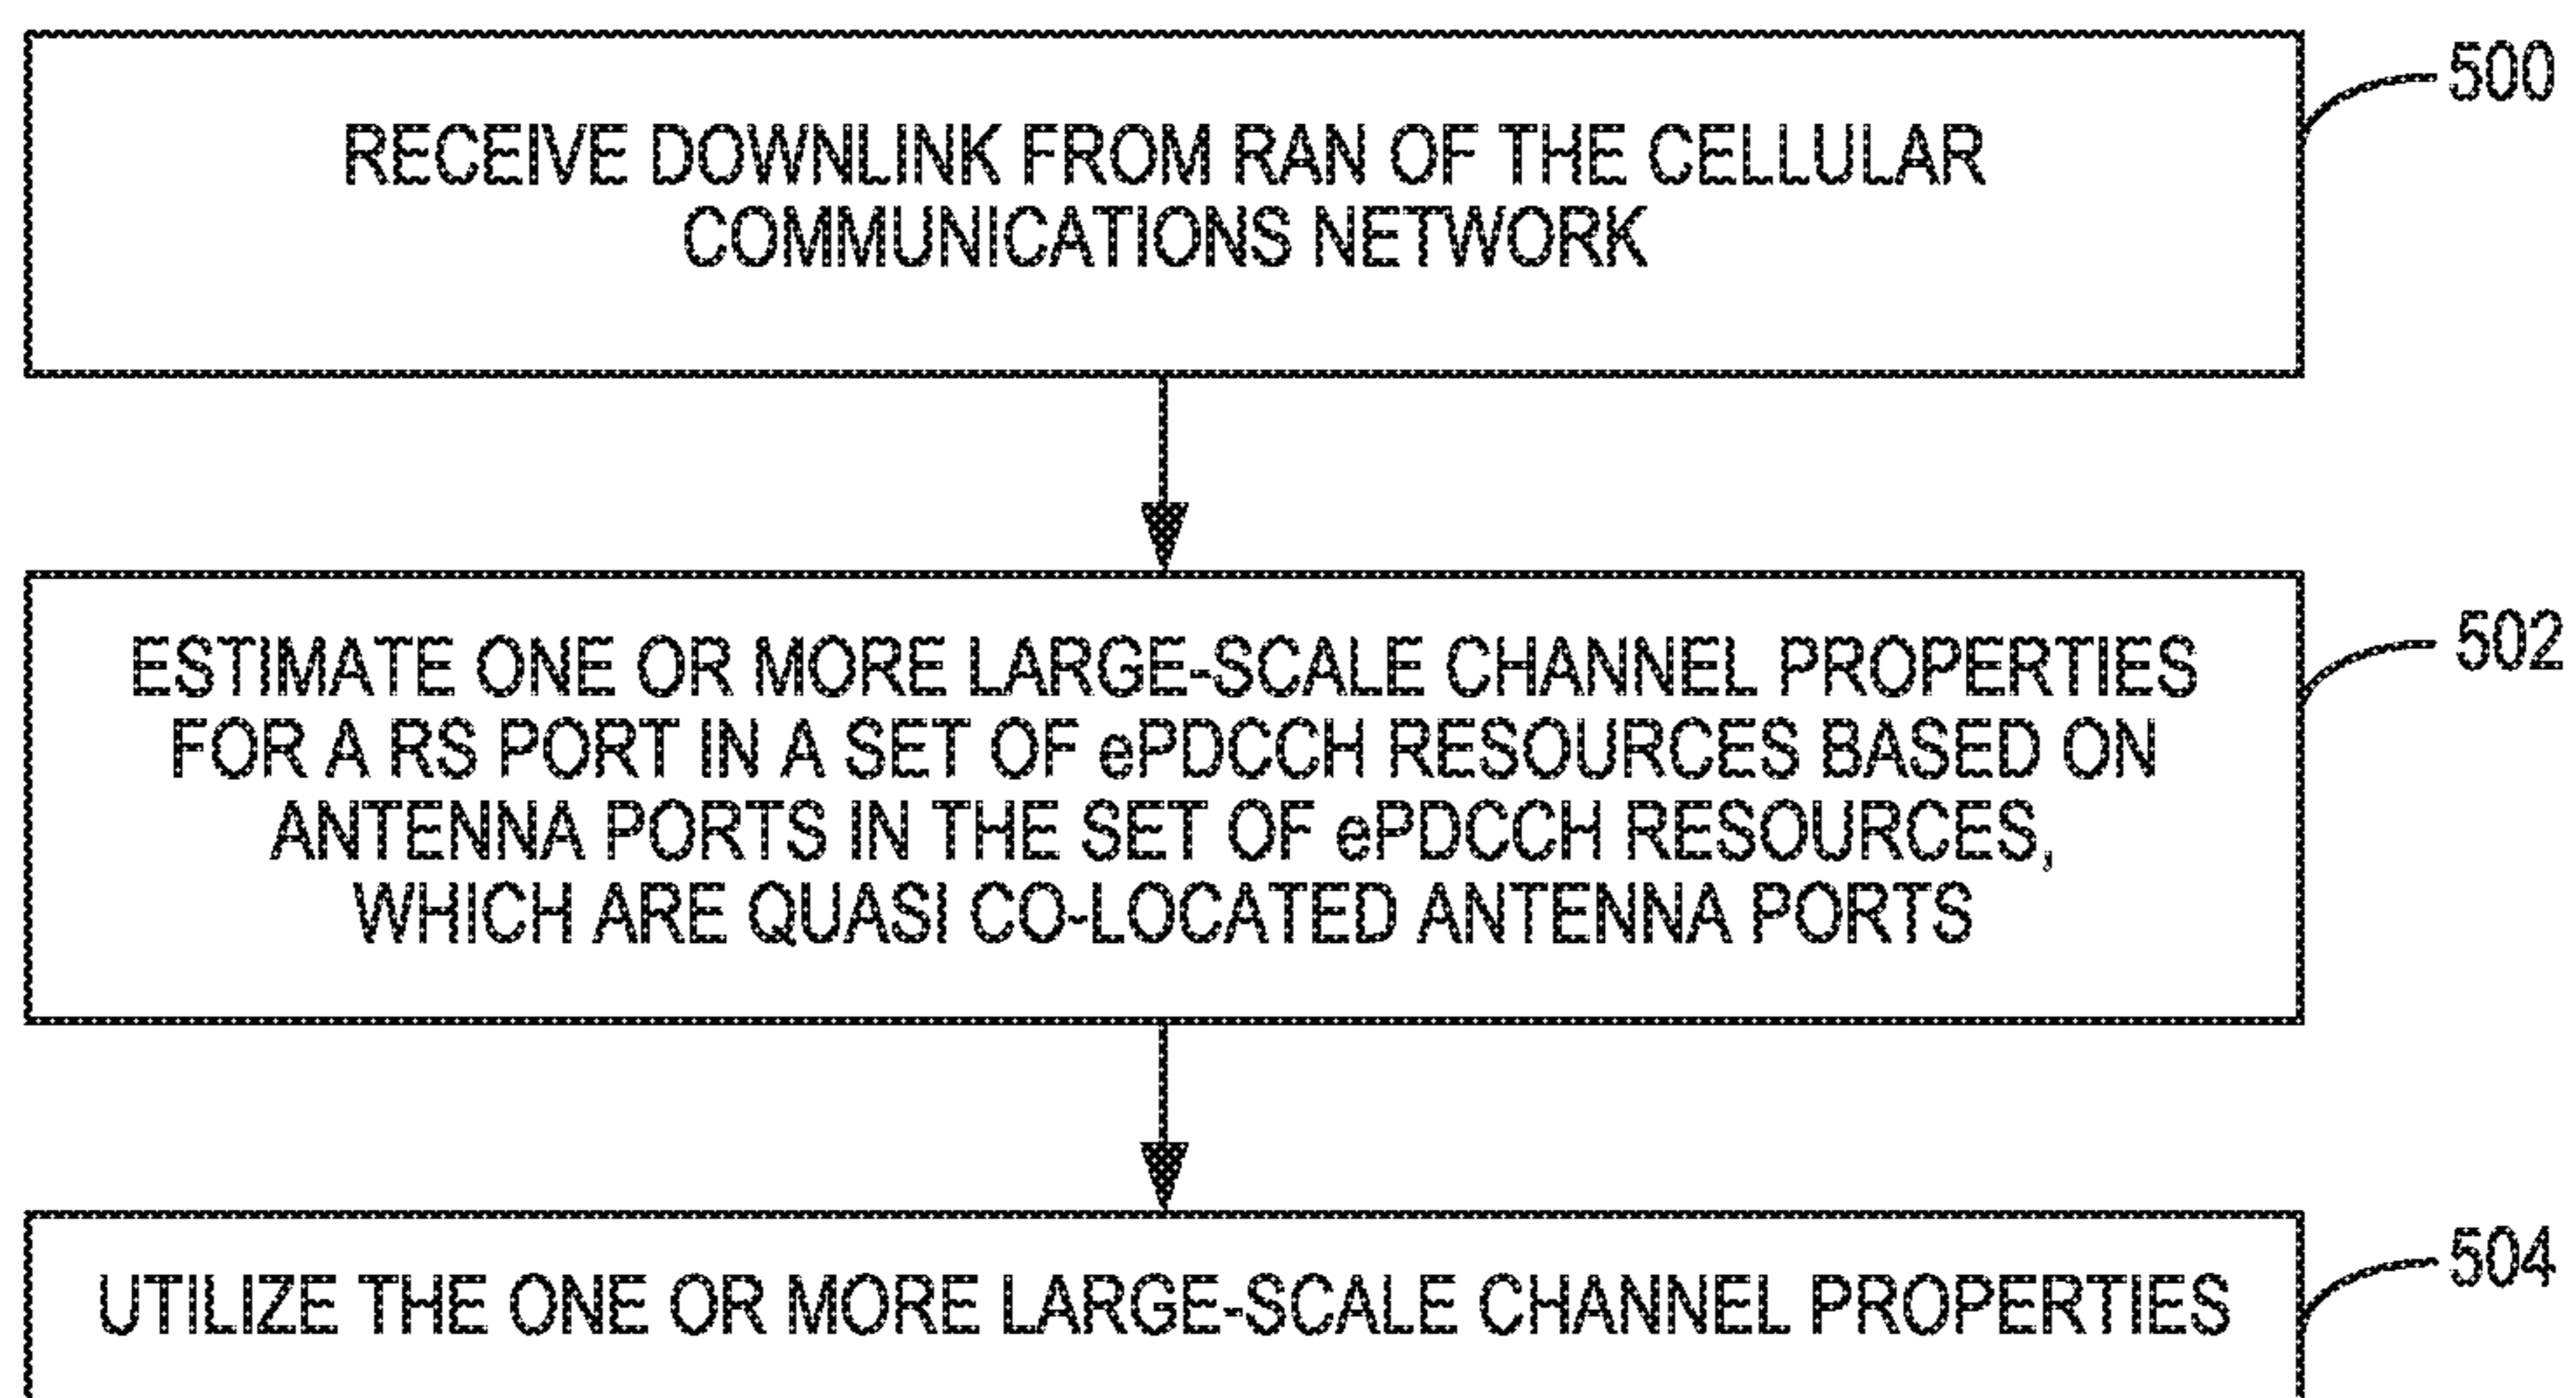 RECEIVE DOWNLINK FROM RAN OF THE CELLULAR
COMMUNICATIONS NETWORK
500
ESTIMATE ONE OR MORE LARGE-SCALE CHANNEL PROPERTIES
FOR A RS PORT IN A SET OF ePDCCH RESOURCES BASED ON
ANTENNA PORTS IN THE SET OF ePDCCH RESOURCES,
WHICH ARE QUASI CO-LOCATED ANTENNA PORTS
502
UTILIZE THE ONE OR MORE LARGE-SCALE CHANNEL PROPERTIES
504